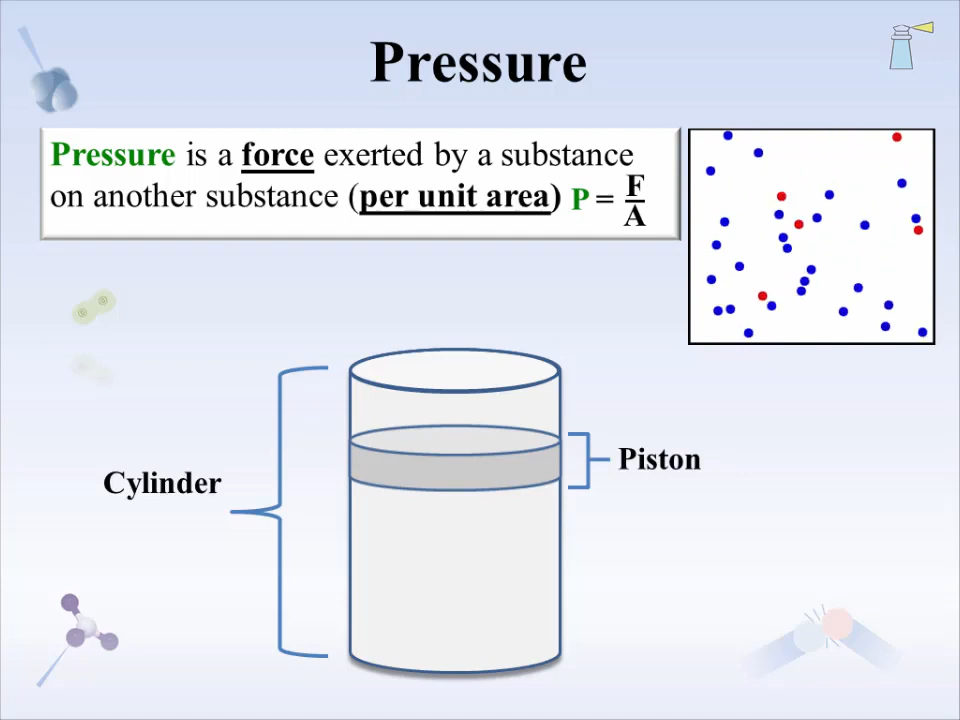 Pressure
Pressure is a force exerted by a substance
on another substance (per unit area) P = F/A
Cylinder
Piston